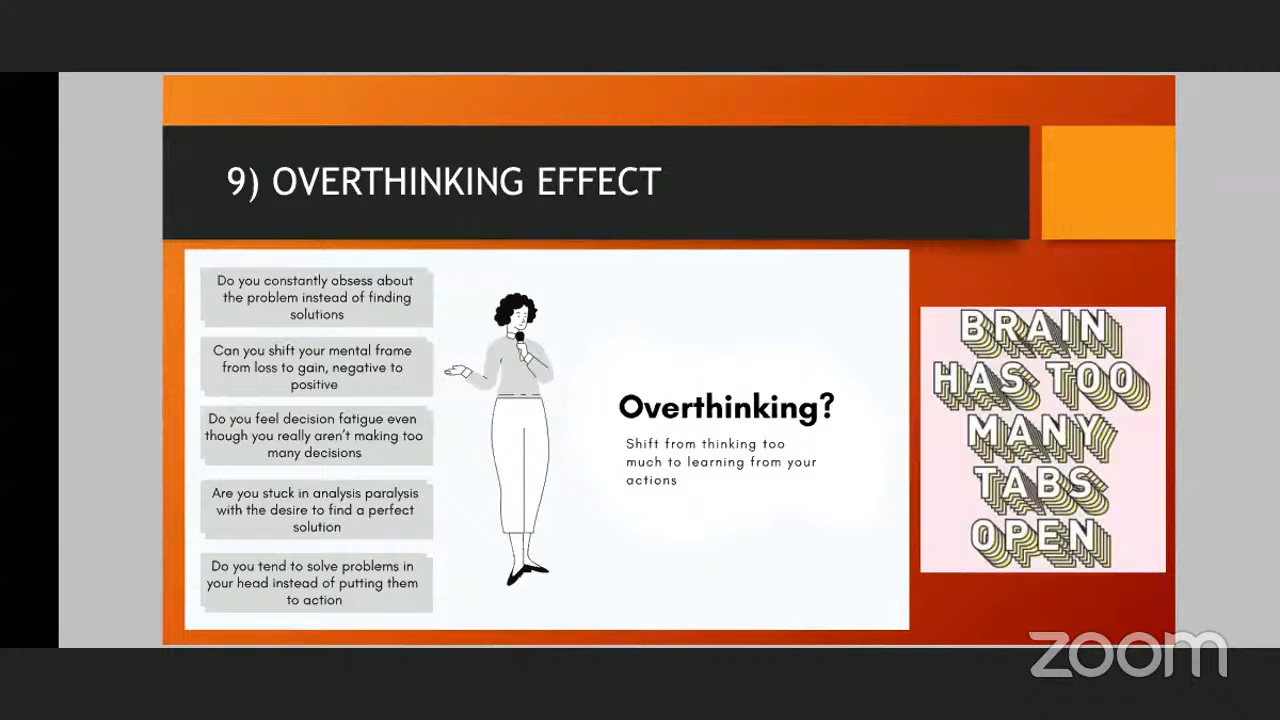 9) OVERTHINKING EFFECT
Do you constantly obsess about
the problem instead of finding
solutions
Can you shift your mental frame
from loss to gain, negative to
positive
Do you feel decision fatigue even
though you really aren't making too
many decisions
Are you stuck in analysis paralysis
with the desire to find a perfect
solution
Do you tend to solve problems in
your head instead of putting them
to action
Overthinking?
Shift from thinking too
much to learning from your
actions
BRAIN
HAS TOO
MANY
TABS
OPEN
zoom